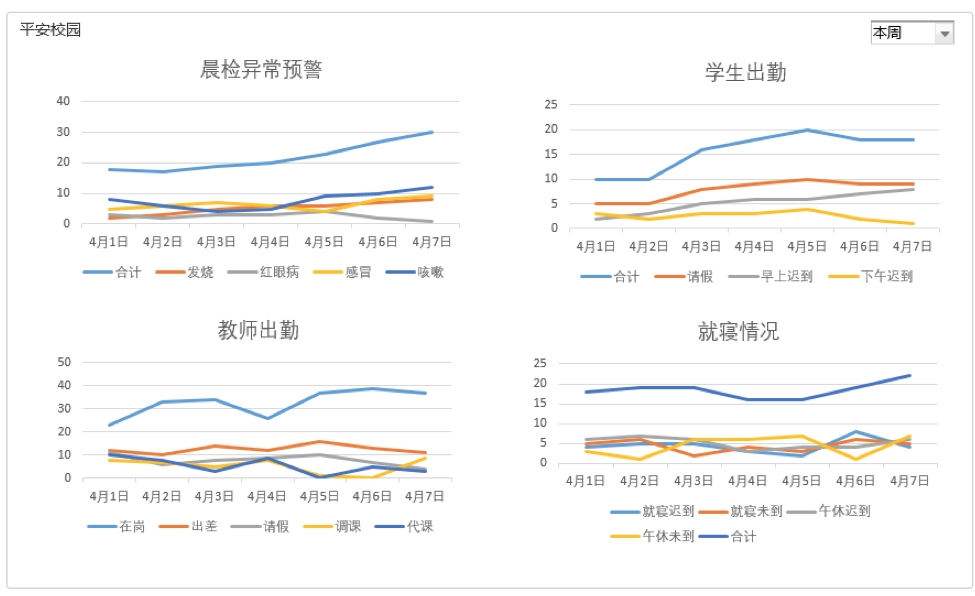 平安校园
本周
晨检异常预警
40
30
20
10
0
4月1日 4月2日 4月3日 4月4日 4月5日 4月6日 4月7日
合计 发烧 红眼病 感冒 咳嗽
学生出勤
25
20
15
10
5
0
4月1日 4月2日 4月3日 4月4日 4月5日 4月6日 4月7日
合计 请假 早上迟到 下午迟到
教师出勤
50
40
30
20
10
0
4月1日 4月2日 4月3日 4月4日 4月5日 4月6日 4月7日
在岗 出差 请假 调课 代课
就寝情况
25
20
15
10
5
0
4月1日 4月2日 4月3日 4月4日 4月5日 4月6日 4月7日
就寝迟到 就寝未到 午休迟到
午休未到 合计